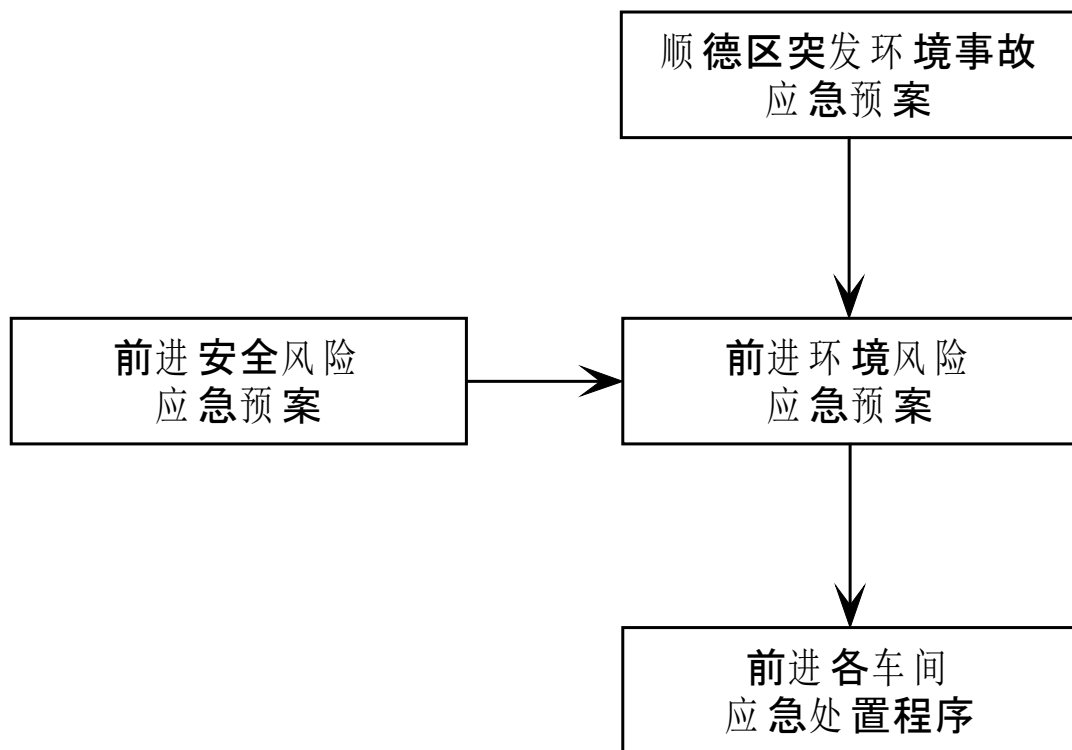 顺德区突发环境事故
应急预案
前进安全风险
应急预案
前进环境风险
应急预案
前进各车间
应急处置程序